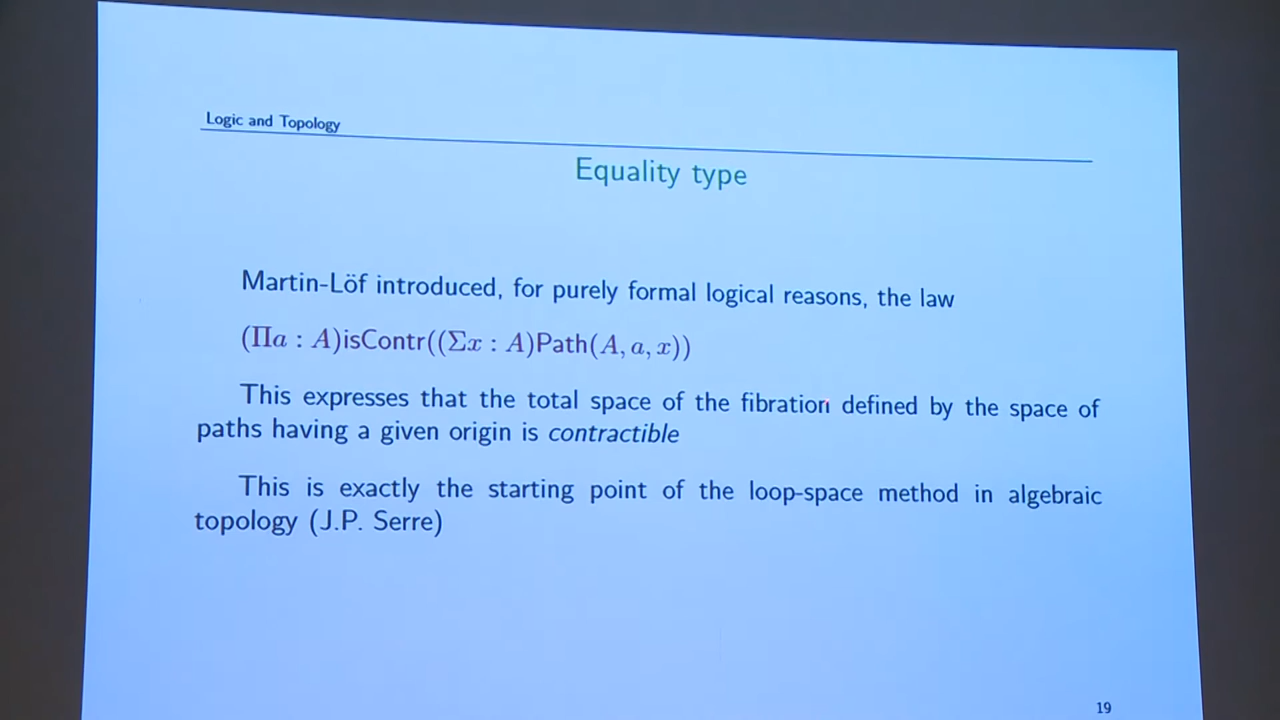 Logic and Topology
Equality type
Martin-Löf introduced, for purely formal logical reasons, the law
(Πa : A)isContr((Σx : A)Path(A, a, x))
This expresses that the total space of the fibration defined by the space of
paths having a given origin is contractible
This is exactly the starting point of the loop-space method in algebraic
topology (J.P. Serre)
19